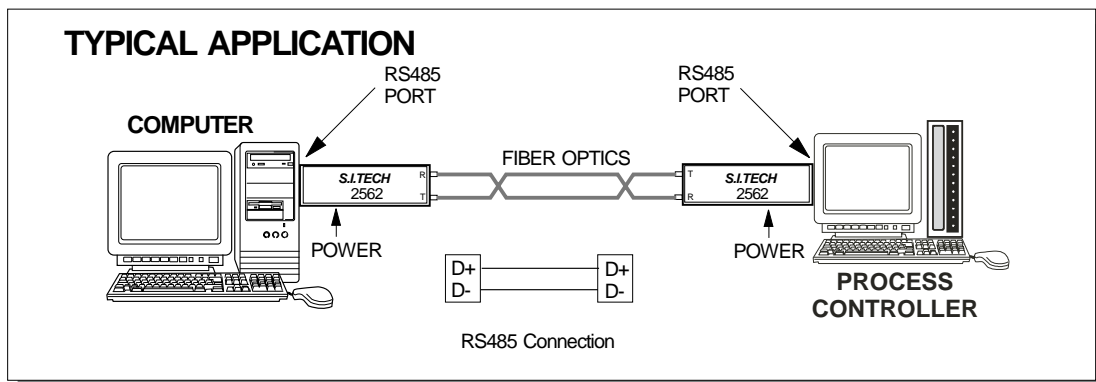 TYPICAL APPLICATION
RS485
PORT
RS485
PORT
COMPUTER
FIBER OPTICS
S.I.TECH
2562
R
T
S.I.TECH
2562
T
R
POWER
POWER
D+
D-
D+
D-
PROCESS
CONTROLLER
RS485 Connection